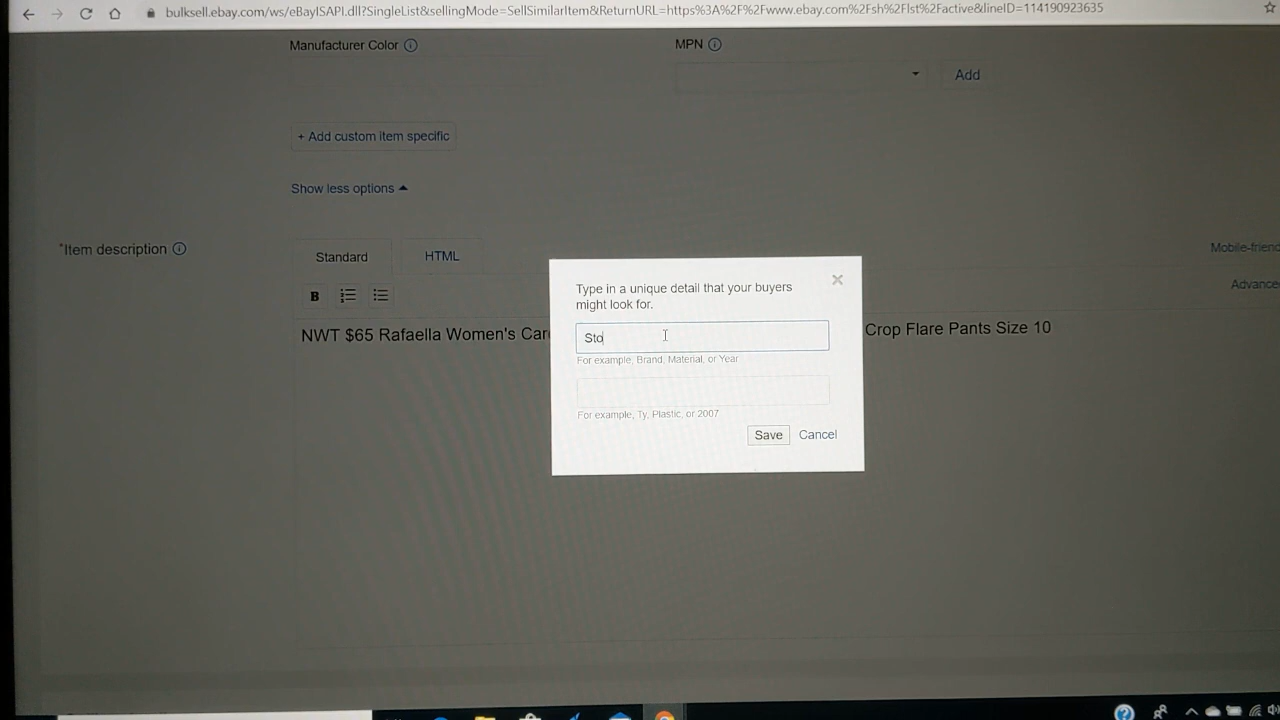 bulksell.ebay.com/ws/eBayISAPI.dll?SingleList&sellingMode=SellSimilarItem&ReturnURL=https%3A%2F%2Fwww.ebay.com%2Fsh%2Flst%2Factive&lineID=114190923635
Manufacturer Color
MPN
Add
+ Add custom item specific
Show less options
*Item description
Standard
HTML
Mobile-friend
Advance
B
NWT $65 Rafaella Women's Car
Crop Flare Pants Size 10
Type in a unique detail that your buyers
might look for.
Sto
For example, Brand, Material, or Year
For example, Ty, Plastic, or 2007
Save
Cancel